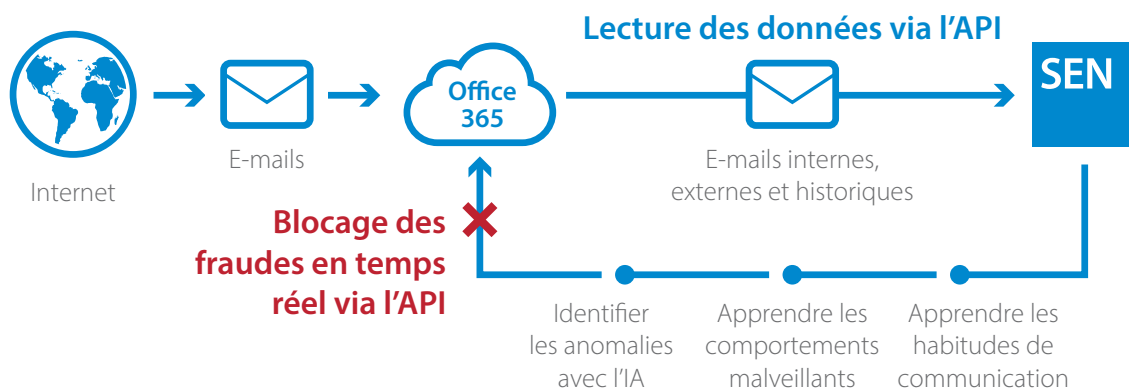 Lecture des données via l’API
Office
365
SEN
E-mails
Internet
E-mails internes,
externes et historiques
Blocage des
fraudes en temps
réel via l’API
Identifier
les anomalies
avec l’IA
Apprendre les
comportements
malveillants
Apprendre les
habitudes de
communication